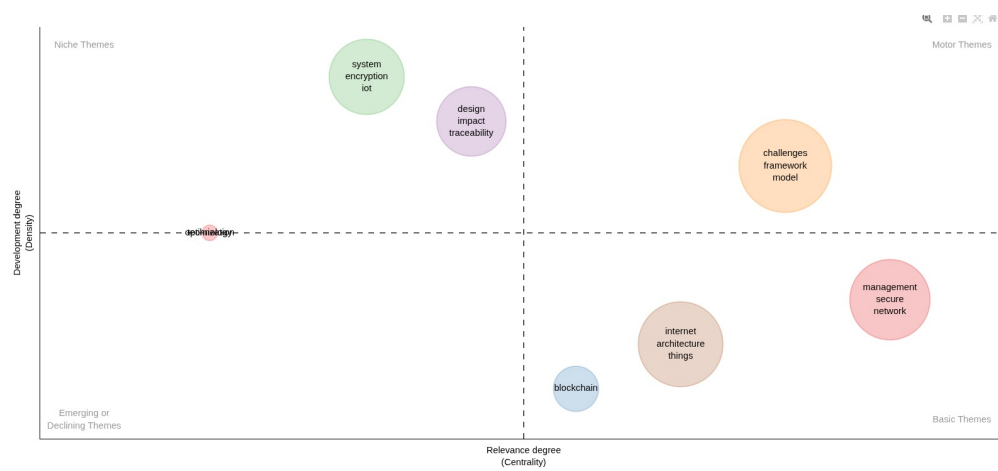 Niche Themes
Motor Themes
system
encryption
iot
design
impact
traceability
challenges
framework
model
Development degree
(Density)
management
secure
network
internet
architecture
things
blockchain
Emerging or
Declining Themes
Basic Themes
Relevance degree
(Centrality)